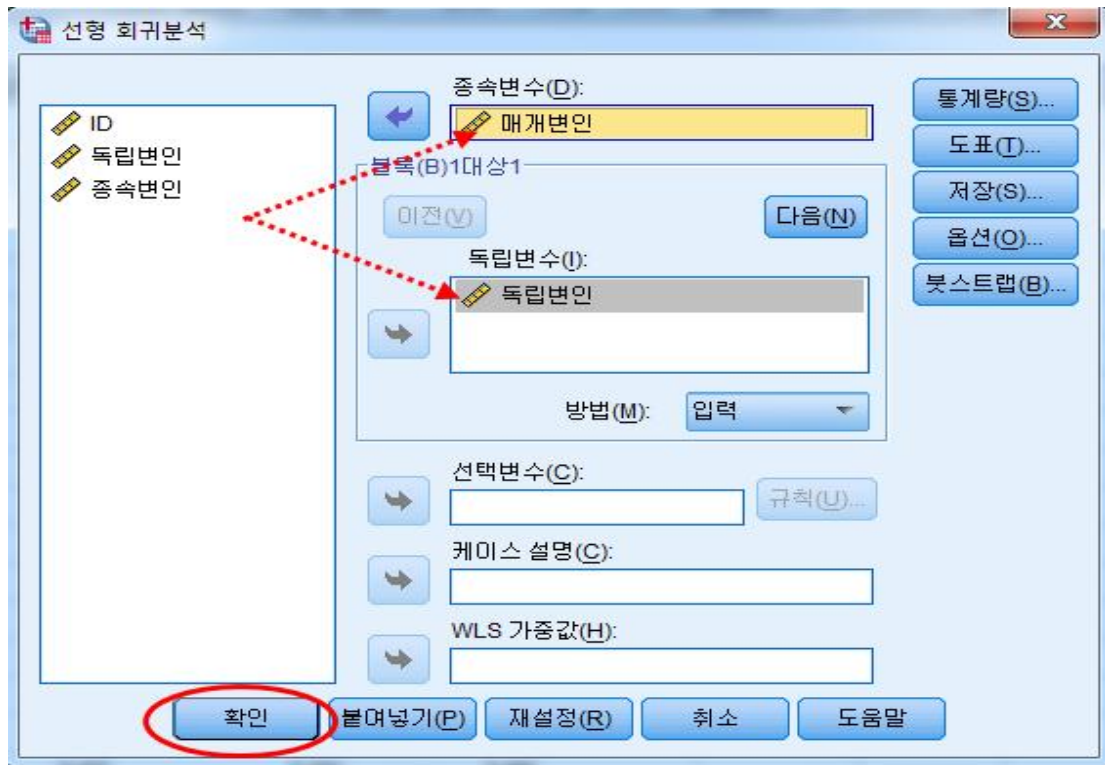 선형 회귀분석
ID
독립변인
종속변인
종속변수(D):
매개변인
블록(B)1대상1
이전(V)
다음(N)
독립변수(I):
독립변인
방법(M):
입력
선택변수(C):
규칙(U)...
케이스 설명(C):
WLS 가중값(H):
통계량(S)...
도표(T)...
저장(S)...
옵션(O)...
붓스트랩(B)...
확인
붙여넣기(P)
재설정(R)
취소
도움말